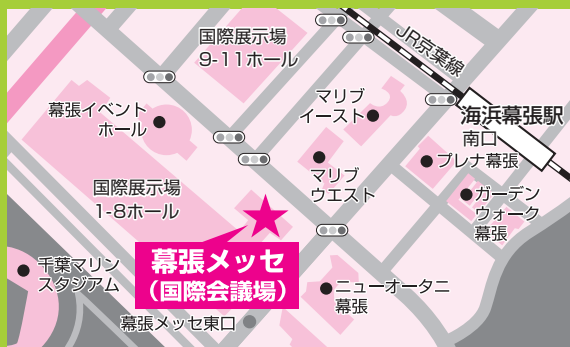 国際展示場
9-11ホール
JR京葉線
幕張イベント
ホール
マリブ
イースト
海浜幕張駅
南口
プレナ幕張
マリブ
ウエスト
ガーデン
ウォーク
幕張
国際展示場
1-8ホール
幕張メッセ
(国際会議場)
千葉マリン
スタジアム
ニューオータニ
幕張
幕張メッセ東口